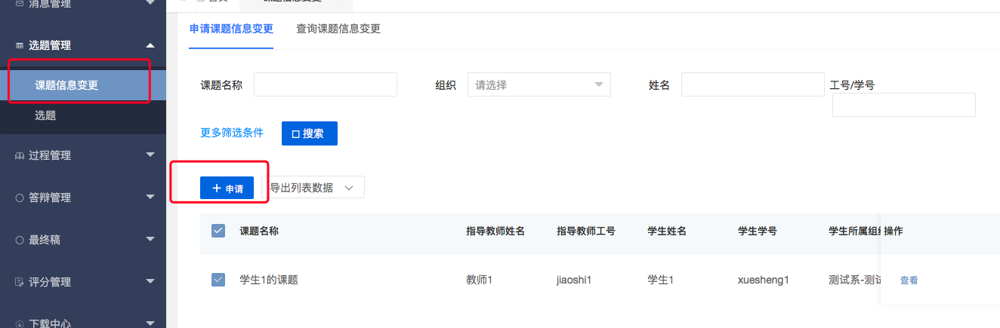 消息管理
首页
课题信息变更
选题管理
课题信息变更
选题
过程管理
答辩管理
最终稿
评分管理
下载中心
申请课题信息变更
查询课题信息变更
课题名称
组织
请选择
姓名
工号/学号
更多筛选条件
搜索
申请
导出列表数据
课题名称 指导教师姓名 指导教师工号 学生姓名 学生学号 学生所属组 操作
学生1的课题 教师1 jiaoshi1 学生1 xuesheng1 测试系-测 查看